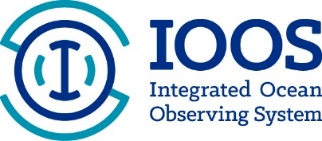 IOOS
Integrated Ocean
Observing System